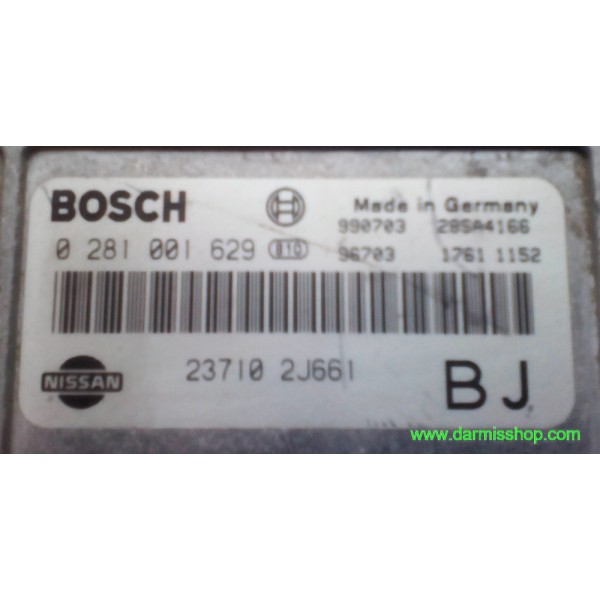 BOSCH
Made in Germany
990703 28SA4166
0 281 001 629 B10
96703 1761 1152
NISSAN
23710 2J661
BJ
www.darmisshop.com